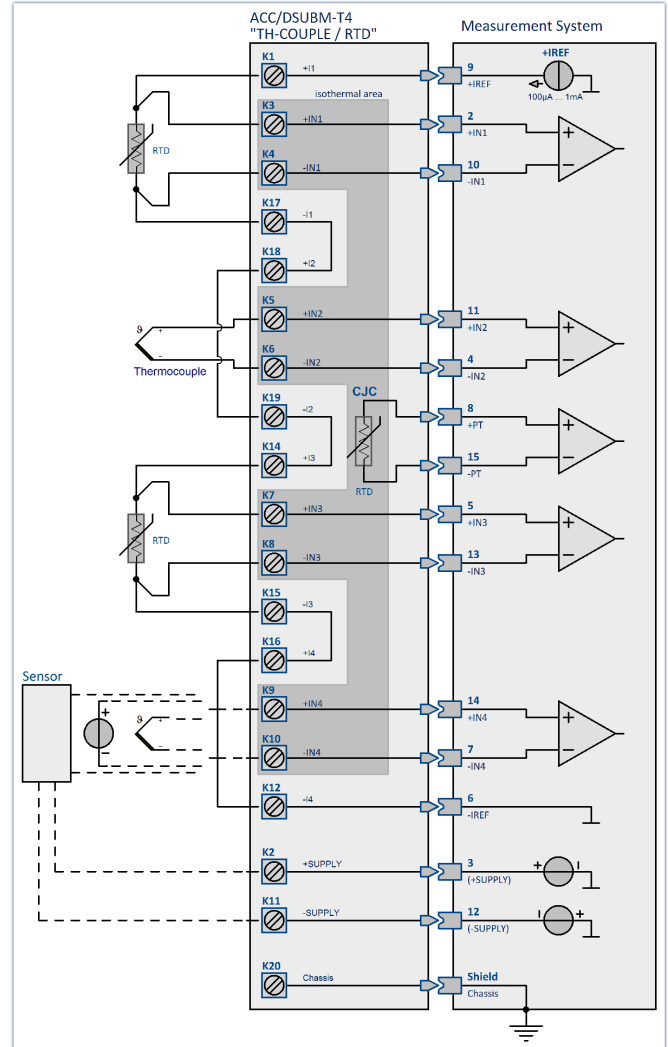 ACC/DSUBM-T4
"TH-COUPLE / RTD"
Measurement System
K1
+I1
9
+IREF
+IREF
100µA ... 1mA
isothermal area
K3
+IN1
2
+IN1
RTD
K4
-IN1
10
-IN1
K17
-I1
K18
+I2
K5
+IN2
11
+IN2
ϑ
+
-
Thermocouple
K6
-IN2
4
-IN2
K19
-I2
CJC
8
+PT
K14
+I3
RTD
15
-PT
K7
+IN3
5
+IN3
RTD
K8
-IN3
13
-IN3
K15
-I3
K16
+I4
Sensor
K9
+IN4
14
+IN4
+
-
ϑ
+
-
K10
-IN4
7
-IN4
K12
-I4
6
-IREF
K2
+SUPPLY
3
(+SUPPLY)
+ I
K11
-SUPPLY
12
(-SUPPLY)
I +
K20
Chassis
Shield
Chassis